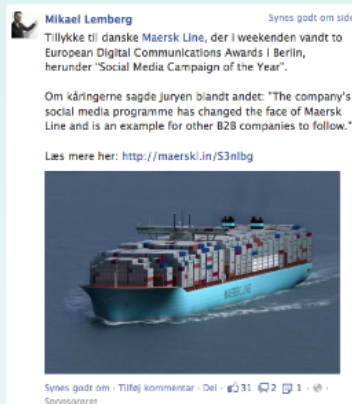 Mikael Lemberg Synes godt om side
Tillykke til danske Maersk Line, der i weekenden vandt to
European Digital Communications Awards i Berlin,
herunder "Social Media Campaign of the Year".
Om kåringerne sagde juryen blandt andet: "The company's
social media programme has changed the face of Maersk
Line and is an example for other B2B companies to follow."
Læs mere her: http://maerskl.in/S3nlbg
MAERSK LINE
Synes godt om · Tilføj kommentar · Del · 31 2 1 ·
Sponsoreret